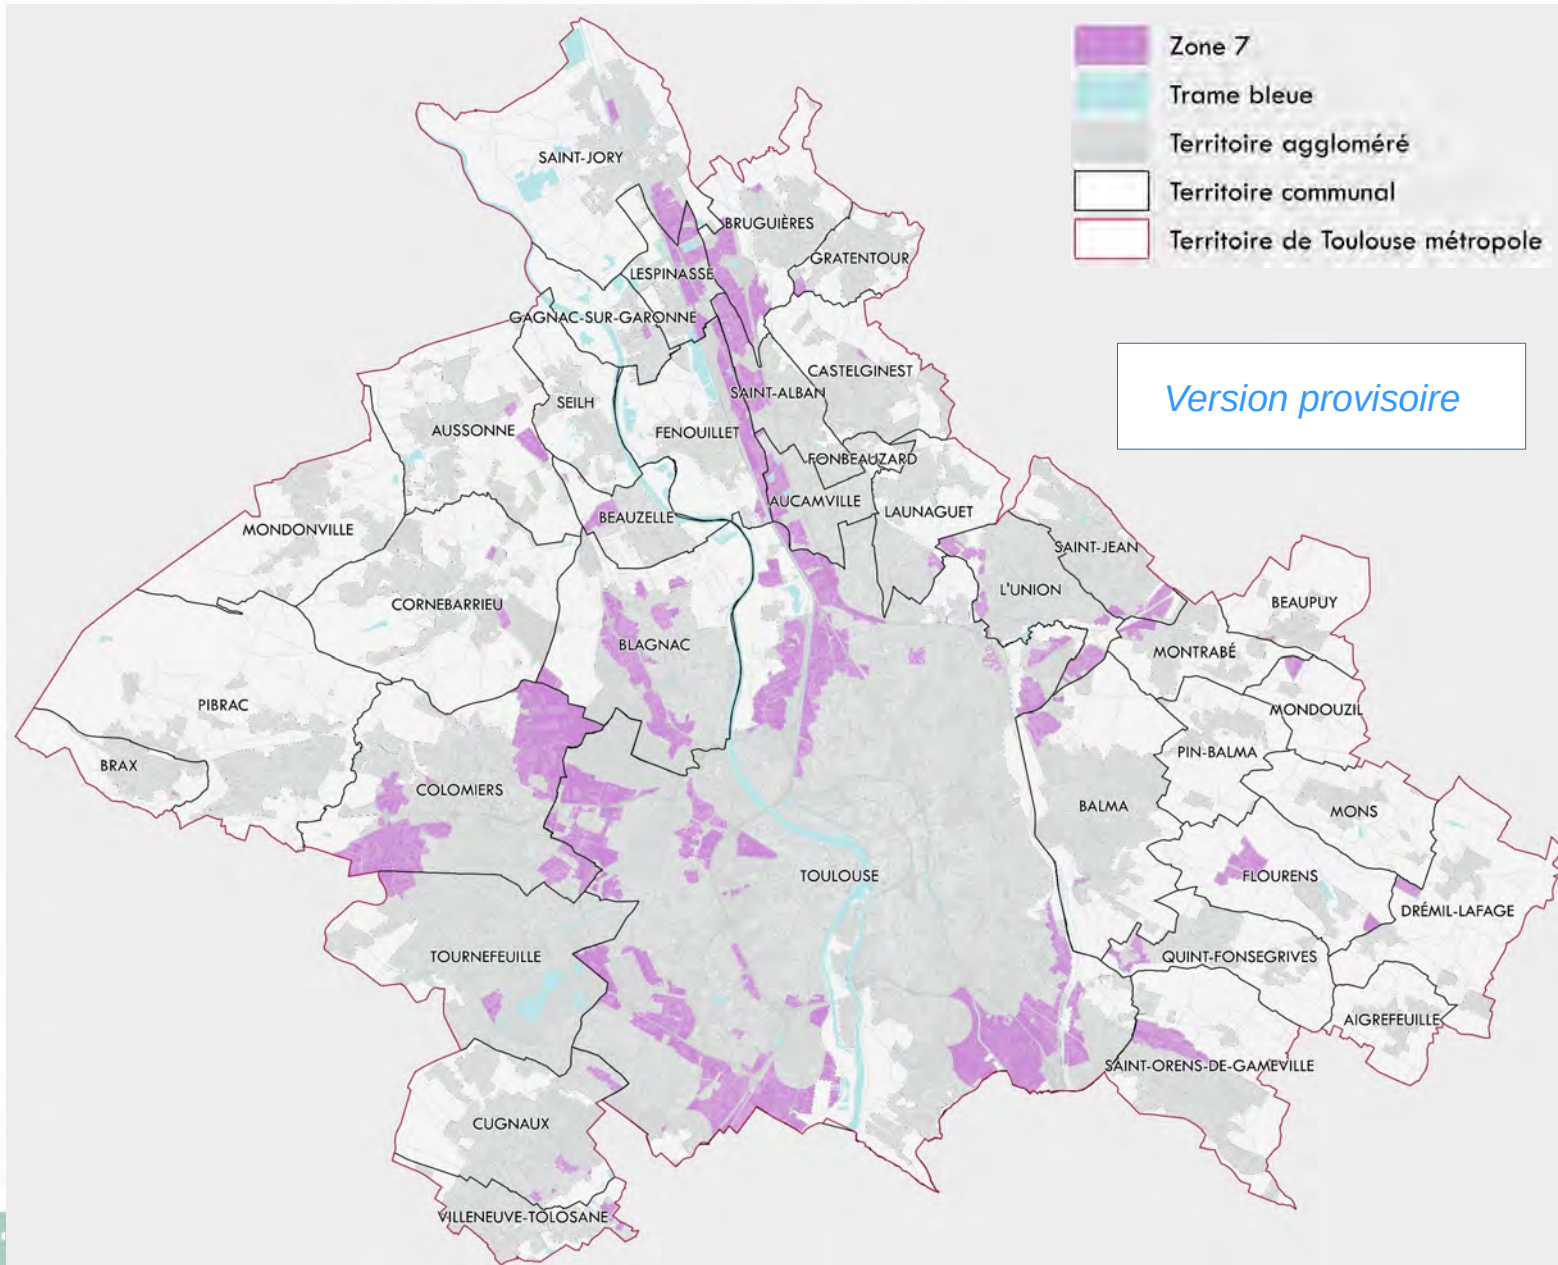 Zone 7
Trame bleue
Territoire aggloméré
Territoire communal
Territoire de Toulouse métropole
Version provisoire
SAINT-JORY
BRUGUIÈRES
GRATENTOUR
LESPINASSE
GAGNAC-SUR-GARONNE
CASTELGINEST
SAINT-ALBAN
SEILH
AUSSONNE
FENOUILLET
FONBEAUZARD
AUCAMVILLE
LAUNAGUET
BEAUZELLE
MONDONVILLE
SAINT-JEAN
L'UNION
BEAUPUY
CORNEBARRIEU
BLAGNAC
MONTRABÉ
PIBRAC
MONDOUZIL
PIN-BALMA
BRAX
COLOMIERS
BALMA
MONS
TOULOUSE
FLOURENS
DRÉMIL-LAFAGE
TOURNEFEUILLE
QUINT-FONSEGRIVES
AIGREFEUILLE
SAINT-ORENS-DE-GAMEVILLE
CUGNAUX
VILLENEUVE-TOLOSANE